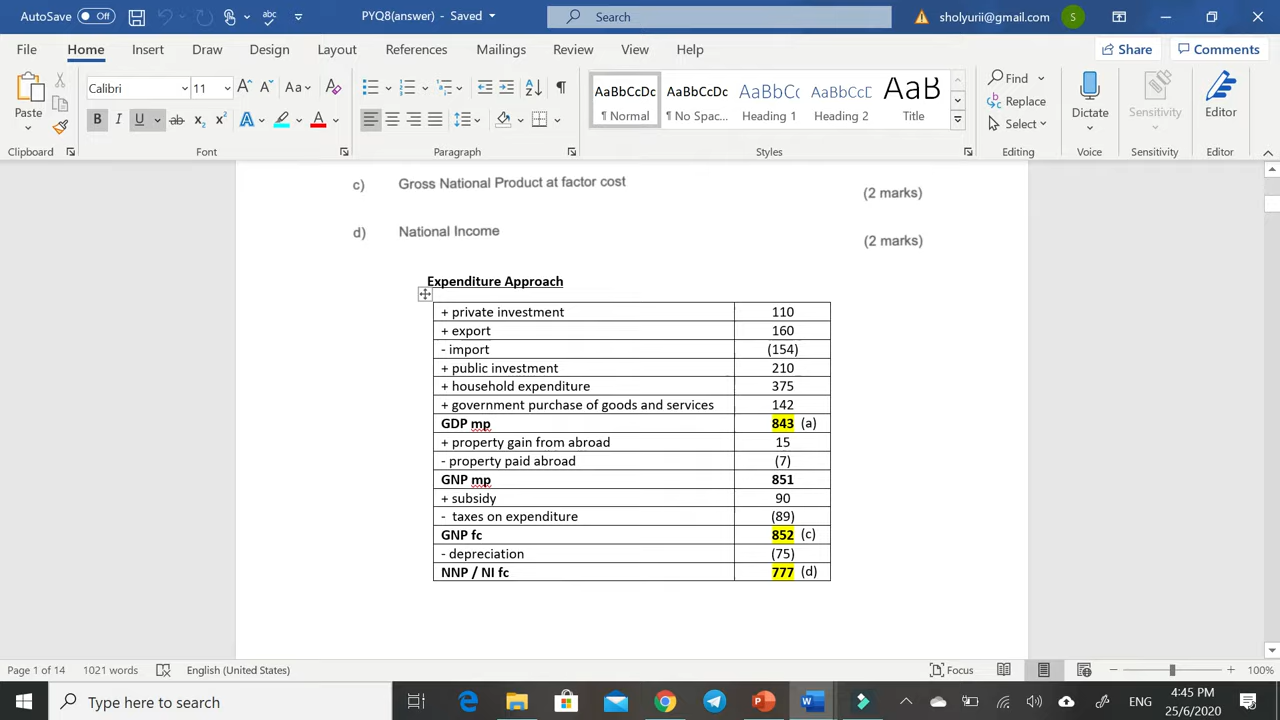 AutoSave Off PYQ8(answer) - Saved Search sholyurii@gmail.com S
File Home Insert Draw Design Layout References Mailings Review View Help Share Comments
Paste Calibri 11 Aa AaBbCcDc AaBbCcDc AaBbCc AaBbCcD AaB Find Replace Select Dictate Sensitivity Editor
¶ Normal ¶ No Spac... Heading 1 Heading 2 Title
Clipboard Font Paragraph Styles Editing Voice Sensitivity Editor
c) Gross National Product at factor cost (2 marks)
d) National Income (2 marks)
Expenditure Approach
+ private investment 110
+ export 160
- import (154)
+ public investment 210
+ household expenditure 375
+ government purchase of goods and services 142
GDP mp 843 (a)
+ property gain from abroad 15
- property paid abroad (7)
GNP mp 851
+ subsidy 90
- taxes on expenditure (89)
GNP fc 852 (c)
- depreciation (75)
NNP / NI fc 777 (d)
Page 1 of 14 1021 words English (United States) Focus 100%
Type here to search ENG 4:45 PM
25/6/2020